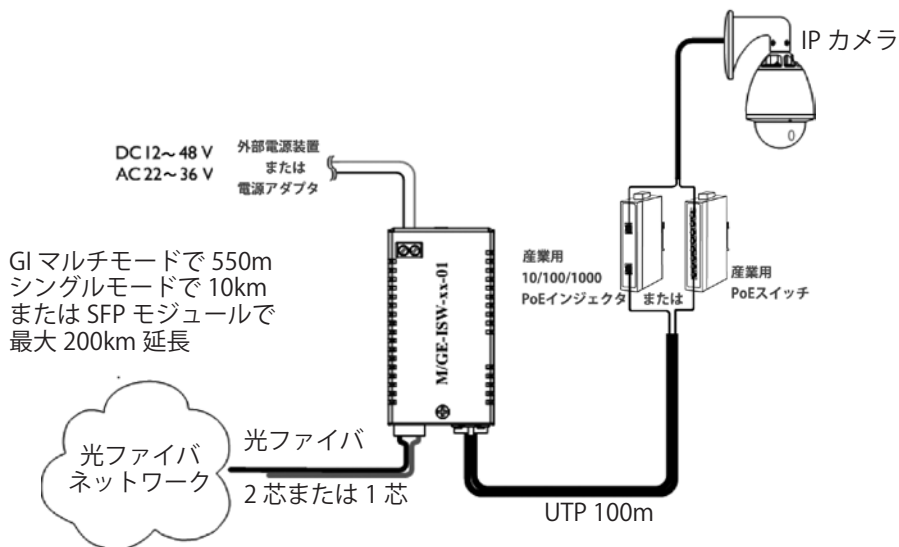 IP カメラ
DC12～48 V
AC22～36 V
外部電源装置
または
電源アダプタ
GI マルチモードで 550m
シングルモードで 10km
または SFP モジュールで
最大 200km 延長
M/GE-ISW-xx-01
産業用
10/100/1000
PoEインジェクタ
または
産業用
PoEスイッチ
光ファイバ
ネットワーク
光ファイバ
2 芯または 1 芯
UTP 100m